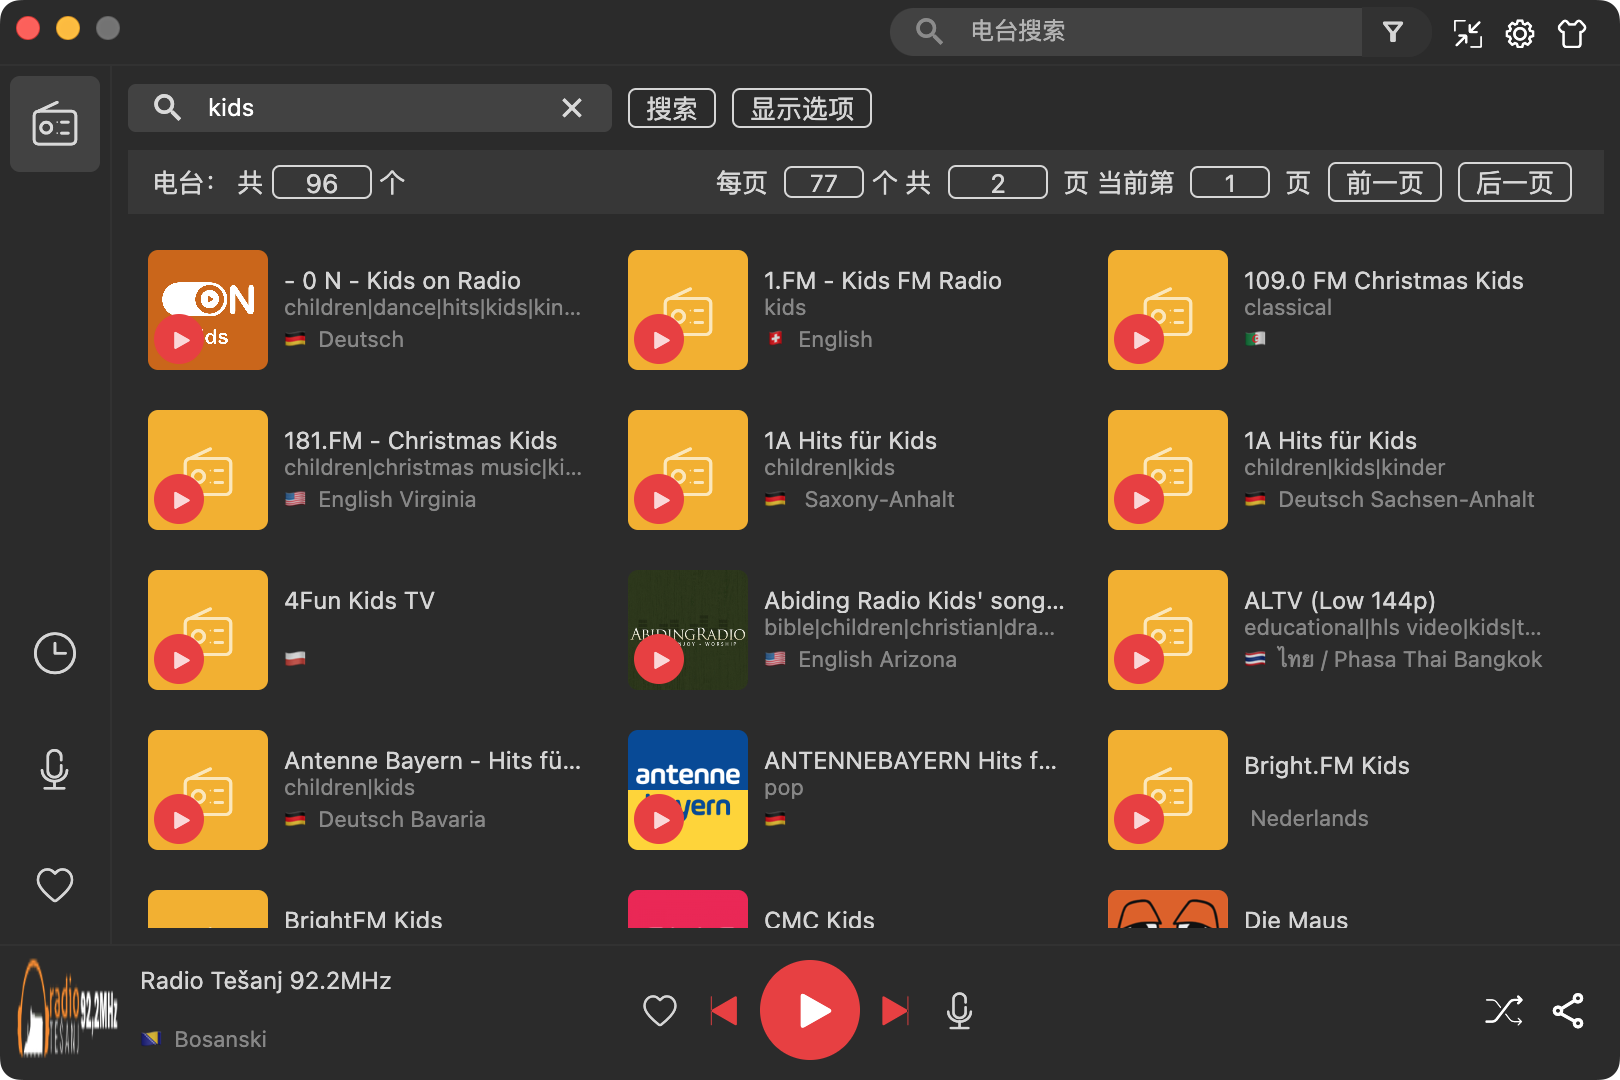 电台搜索
kids
搜索
显示选项
电台： 共 96 个
每页 77 个 共 2 页 当前第 1 页 前一页 后一页
- 0 N - Kids on Radio
children|dance|hits|kids|kin...
Deutsch
1.FM - Kids FM Radio
kids
English
109.0 FM Christmas Kids
classical
181.FM - Christmas Kids
children|christmas music|ki...
English Virginia
1A Hits für Kids
children|kids
Saxony-Anhalt
1A Hits für Kids
children|kids|kinder
Deutsch Sachsen-Anhalt
4Fun Kids TV
ABIDINGRADIO
Abiding Radio Kids' song...
bible|children|christian|dra...
English Arizona
ALTV (Low 144p)
educational|hls video|kids|t...
ไทย / Phasa Thai Bangkok
Antenne Bayern - Hits fü...
children|kids
Deutsch Bavaria
antenne
bayern
ANTENNEBAYERN Hits f...
pop
Bright.FM Kids
Nederlands
BrightFM Kids
CMC Kids
Die Maus
radio
TESANJ
92,2MHz
Radio Tešanj 92.2MHz
Bosanski